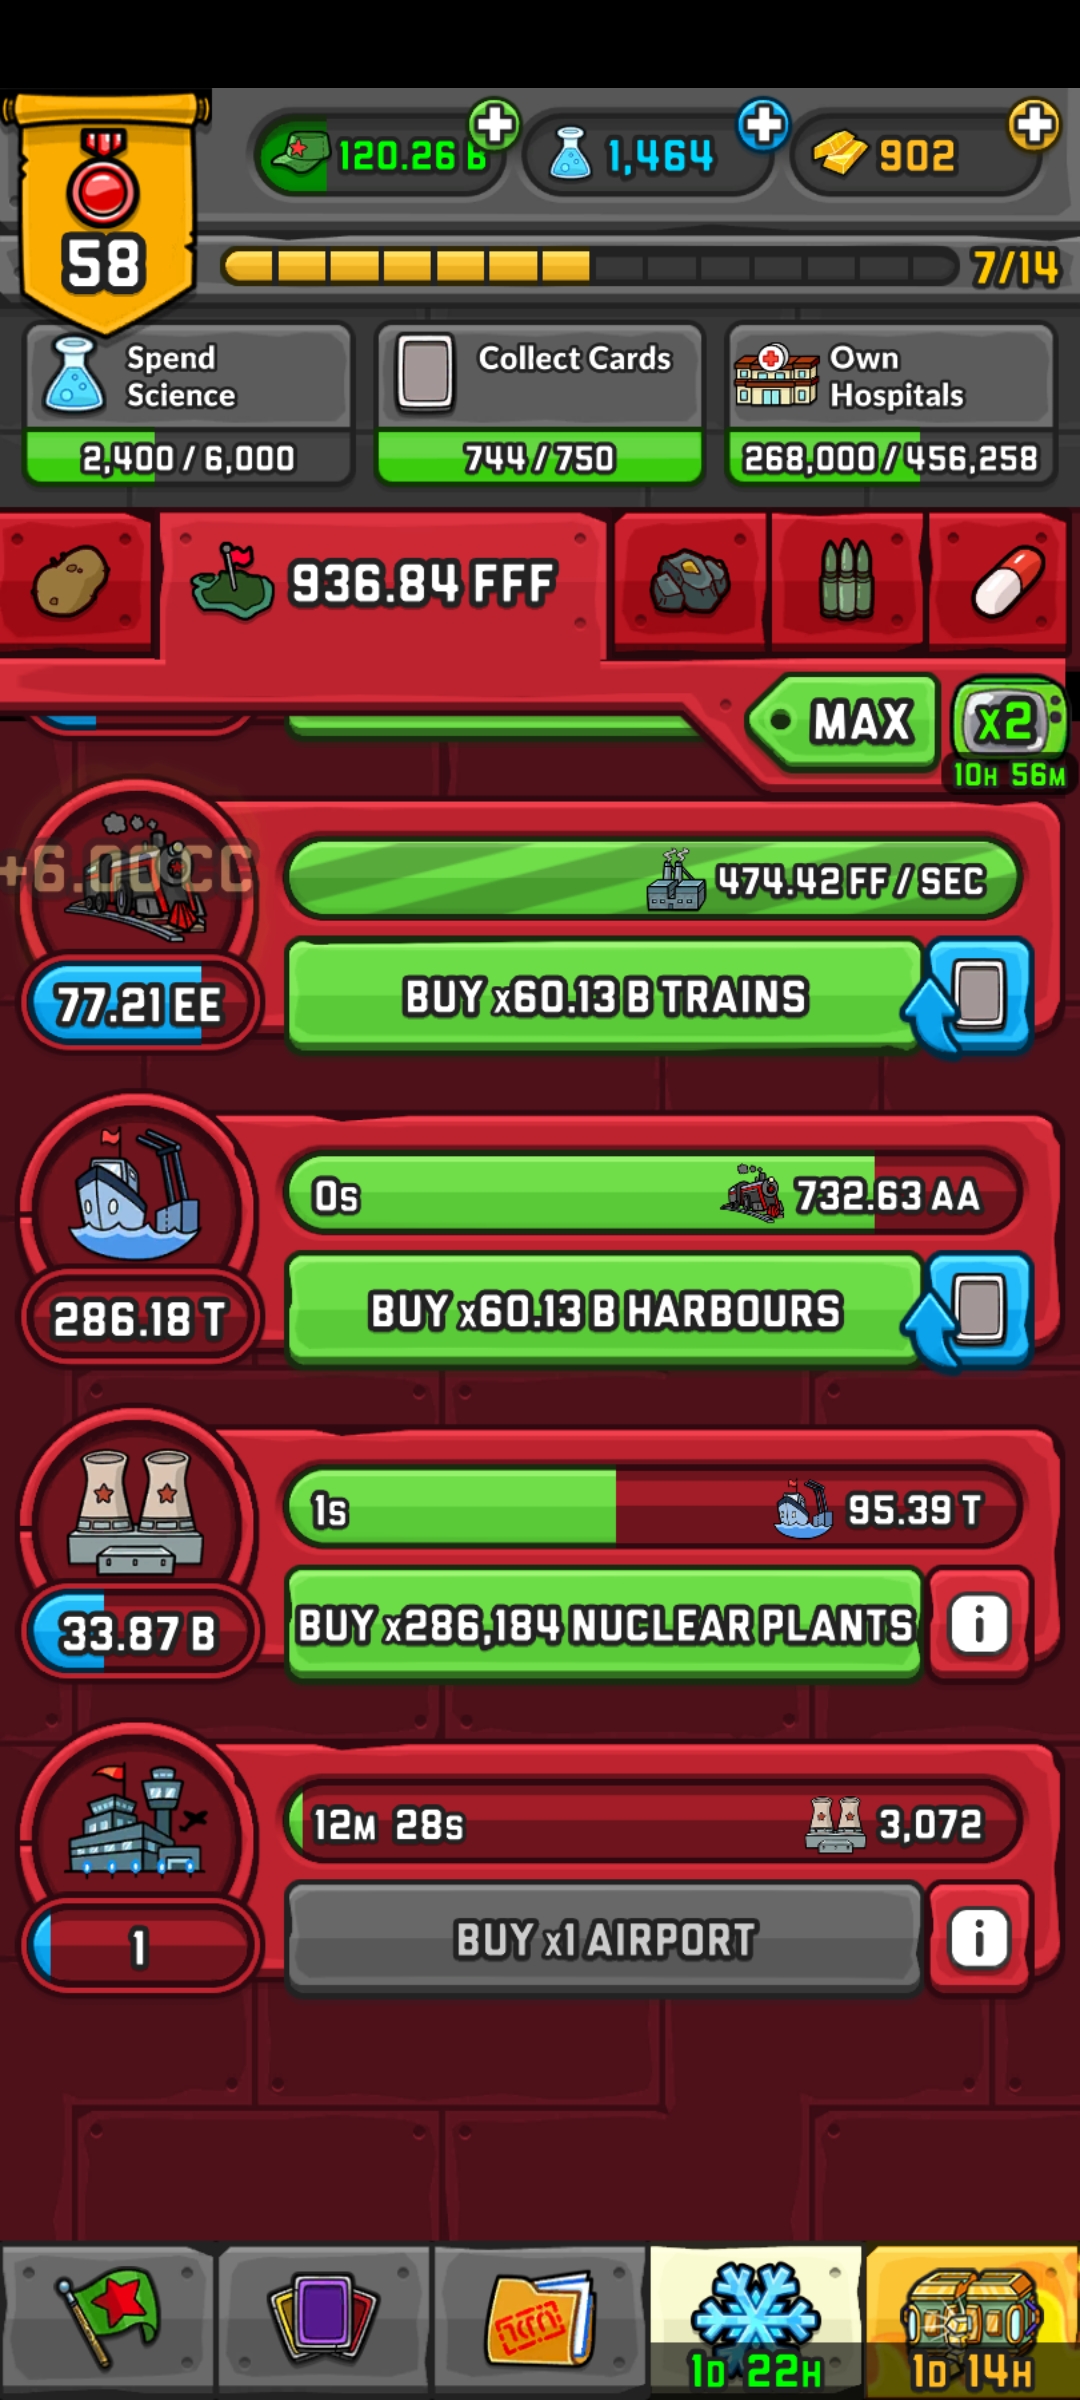 120.26 B
1,464
902
58
7/14
Spend
Science
2,400 / 6,000
Collect Cards
744 / 750
Own
Hospitals
268,000 / 456,258
936.84 FFF
MAX
x2
10H 56M
+6.00 CC
474.42 FF / SEC
77.21 EE
BUY x60.13 B TRAINS
0s
732.63 AA
286.18 T
BUY x60.13 B HARBOURS
1s
95.39 T
33.87 B
BUY x286,184 NUCLEAR PLANTS
i
12M 28s
3,072
1
BUY x1 AIRPORT
i
1D 22H
1D 14H